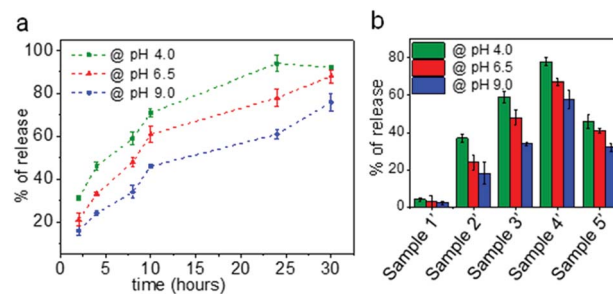 a
@ pH 4.0
@ pH 6.5
@ pH 9.0
% of release
100
80
60
40
20
0 5 10 15 20 25 30
time (hours)
b
@ pH 4.0
@ pH 6.5
@ pH 9.0
% of release
80
60
40
20
0
Sample 1'
Sample 2'
Sample 3'
Sample 4'
Sample 5'